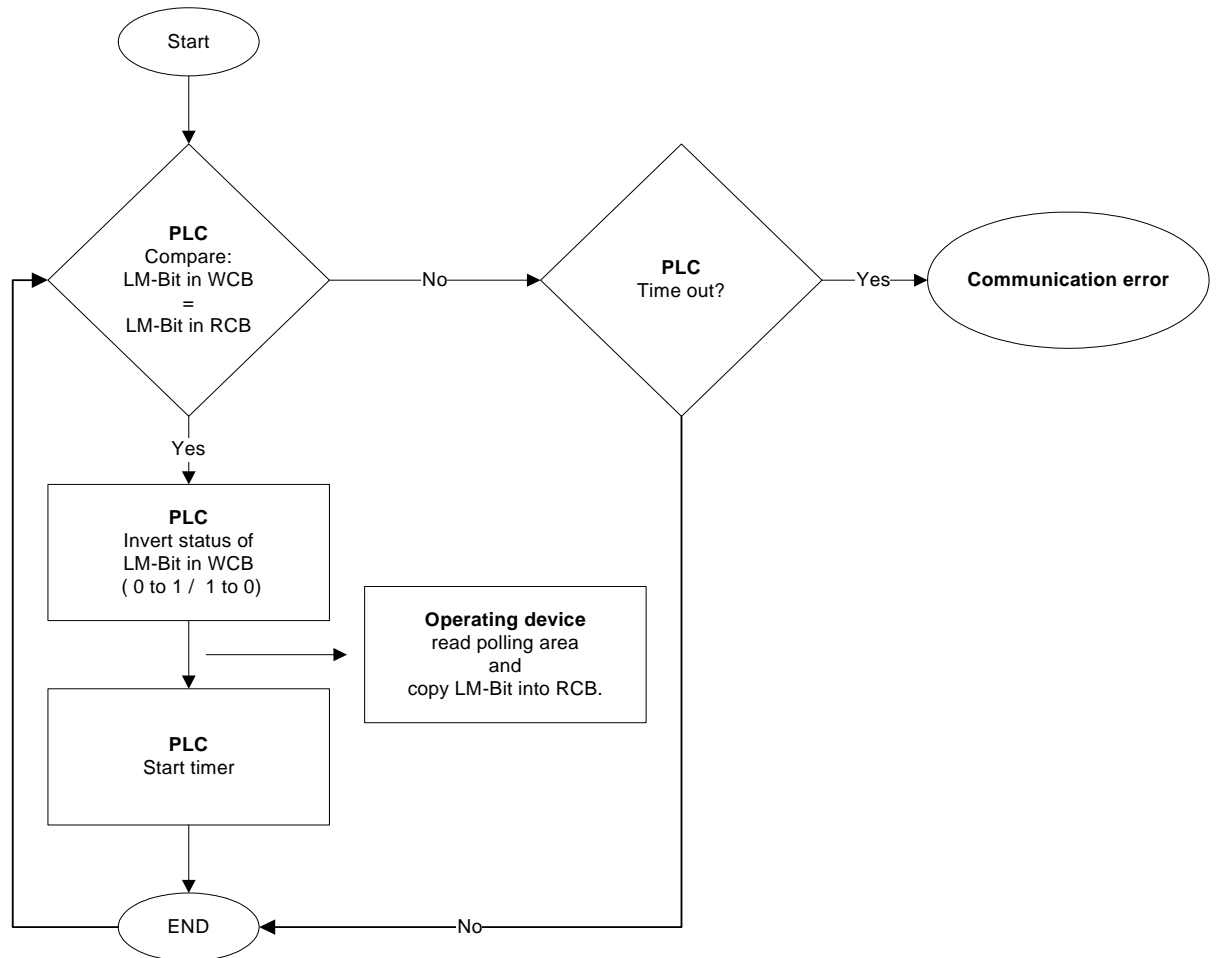 Start
PLC
Compare:
LM-Bit in WCB
=
LM-Bit in RCB
No
PLC
Time out?
Yes
Communication error
Yes
PLC
Invert status of
LM-Bit in WCB
( 0 to 1 / 1 to 0)
Operating device
read polling area
and
copy LM-Bit into RCB.
PLC
Start timer
END
No